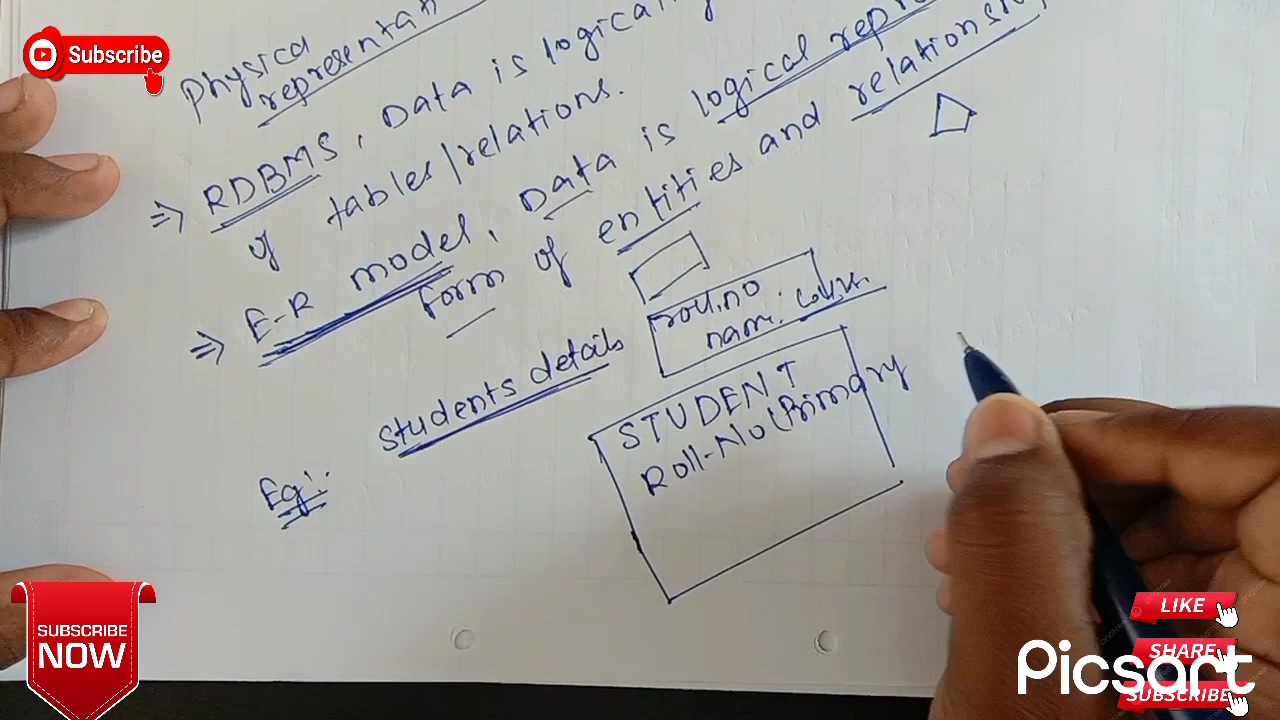 Subscribe
Physical
representati
⇒ RDBMS, Data is logically
of tables/relations.
⇒ E-R model, Data is logical repr
form of entities and relationship
Eg:- Students details
roll.no
name:
STUDENT
Roll-No (Primary
SUBSCRIBE
NOW
LIKE
SHARE
SUBSCRIBE
Picsart